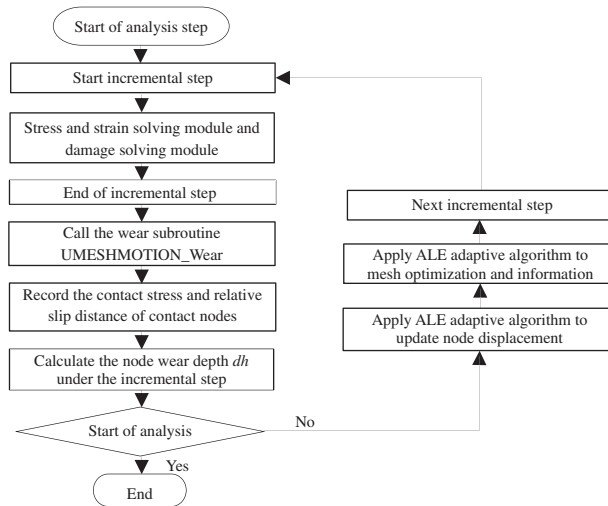 Start of analysis step
Start incremental step
Stress and strain solving module and
damage solving module
End of incremental step
Call the wear subroutine
UMESHMOTION_Wear
Record the contact stress and relative
slip distance of contact nodes
Calculate the node wear depth dh
under the incremental step
Start of analysis
No
Yes
End
Next incremental step
Apply ALE adaptive algorithm to
mesh optimization and information
Apply ALE adaptive algorithm to
update node displacement